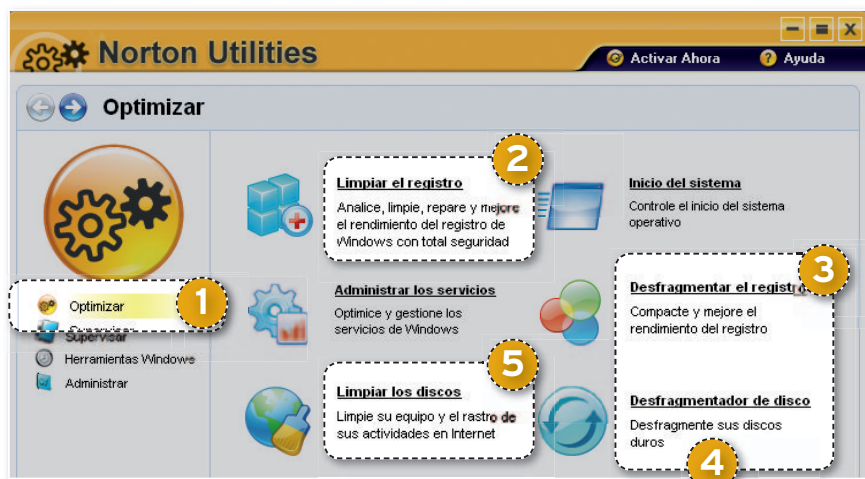 Norton Utilities
Activar Ahora
? Ayuda
Optimizar
1
Optimizar
Supervisar
Supervisar
Herramientas Windows
Administrar
2
Limpiar el registro
Analice, limpie, repare y mejore
el rendimiento del registro de
Windows con total seguridad
Inicio del sistema
Controle el inicio del sistema
operativo
Administrar los servicios
Optimice y gestione los
servicios de Windows
3
Desfragmentar el registro
Compacte y mejore el
rendimiento del registro
5
Limpiar los discos
Limpie su equipo y el rastro de
sus actividades en Internet
Desfragmentador de disco
Desfragmente sus discos
duros
4